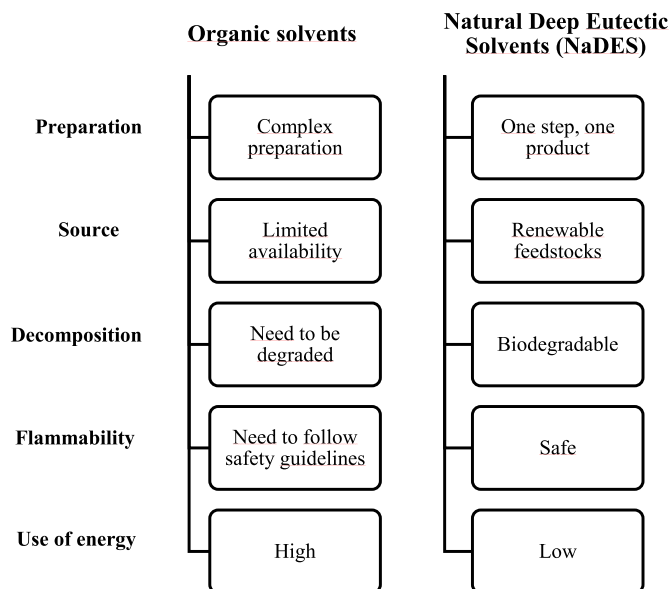 Organic solvents
Natural Deep Eutectic
Solvents (NaDES)
Preparation
Complex
preparation
One step, one
product
Source
Limited
availability
Renewable
feedstocks
Decomposition
Need to be
degraded
Biodegradable
Flammability
Need to follow
safety guidelines
Safe
Use of energy
High
Low